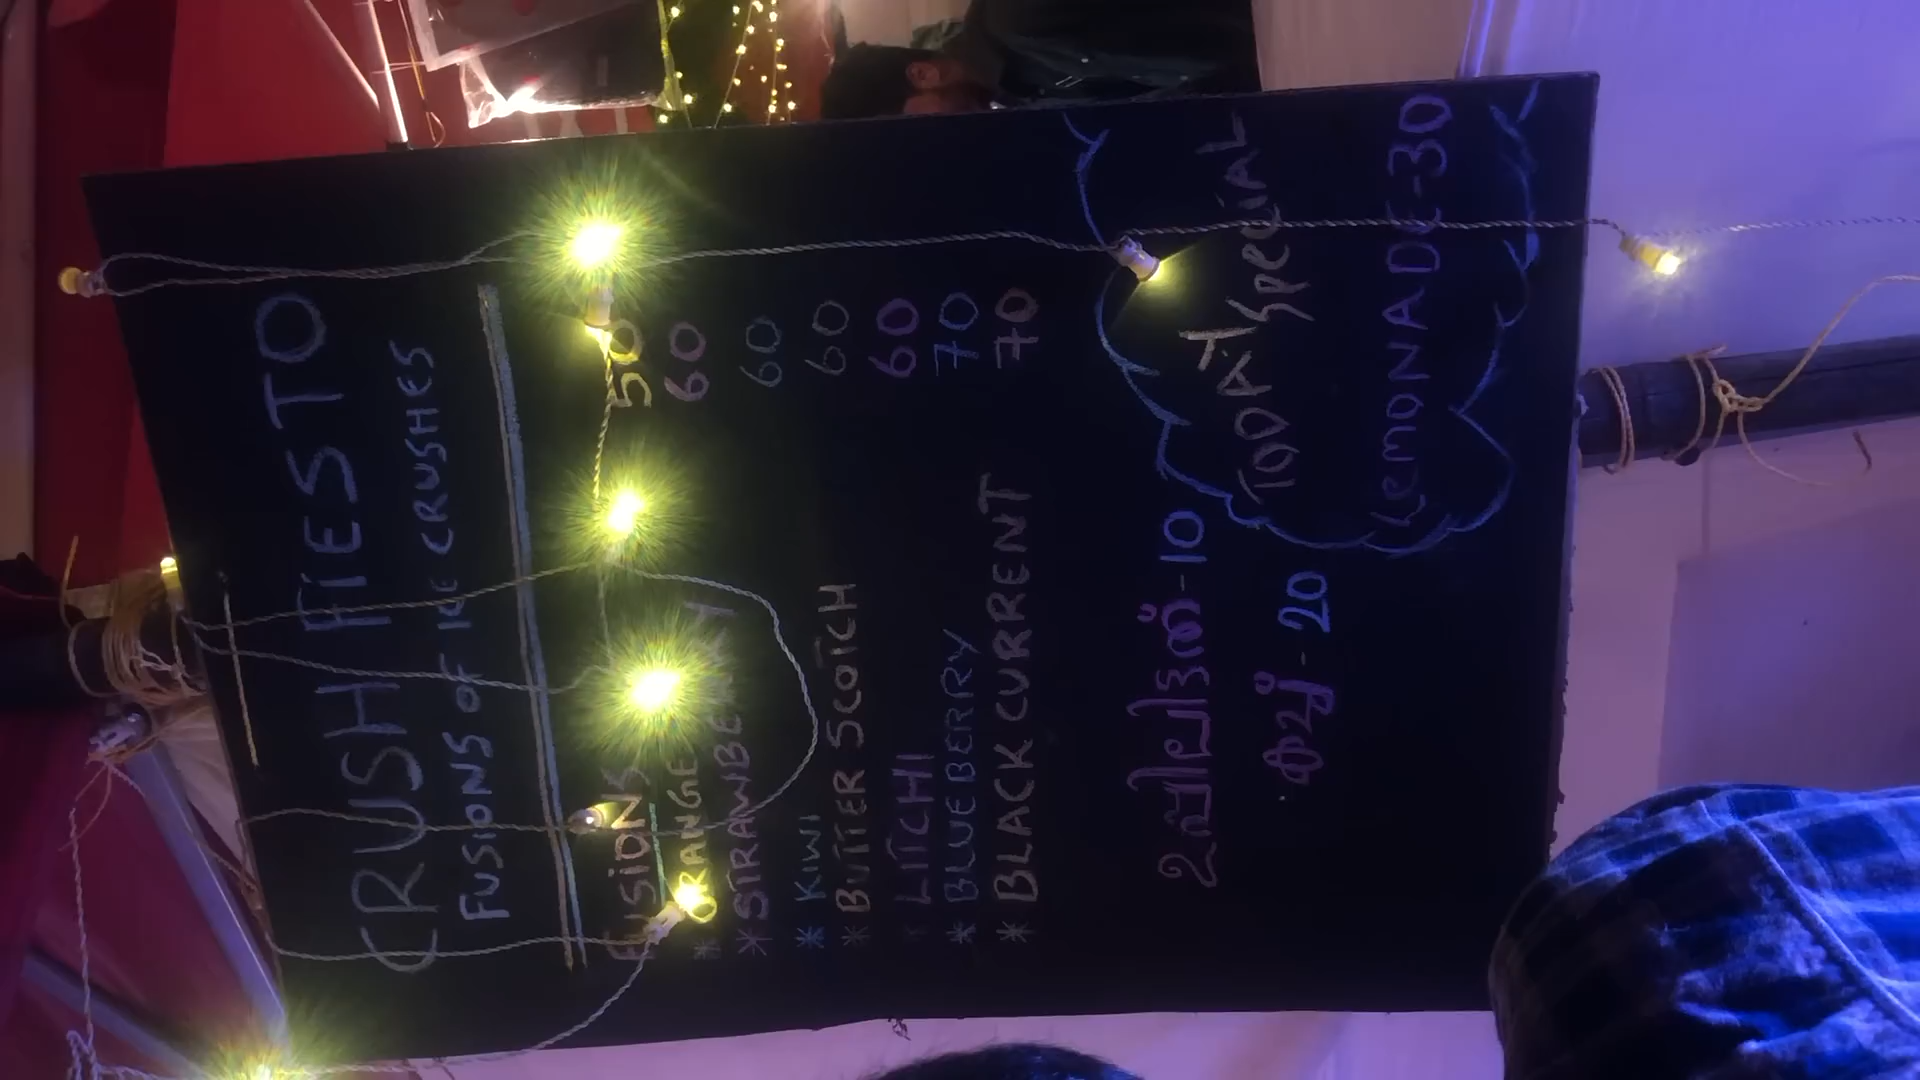 CRUSH FIESTO
FUSIONS OF ICE CRUSHES
FUSIONS
* ORANGE 50
* STRAWBERRY 60
* KIWI 60
* BUTTER SCOTCH 60
* LITCHI 60
* BLUEBERRY 70
* BLACK CURRENT 70
ഉപ്പിലിട്ടത് -10
കപ്പ് - 20
TODAY Special
LemONADE-30